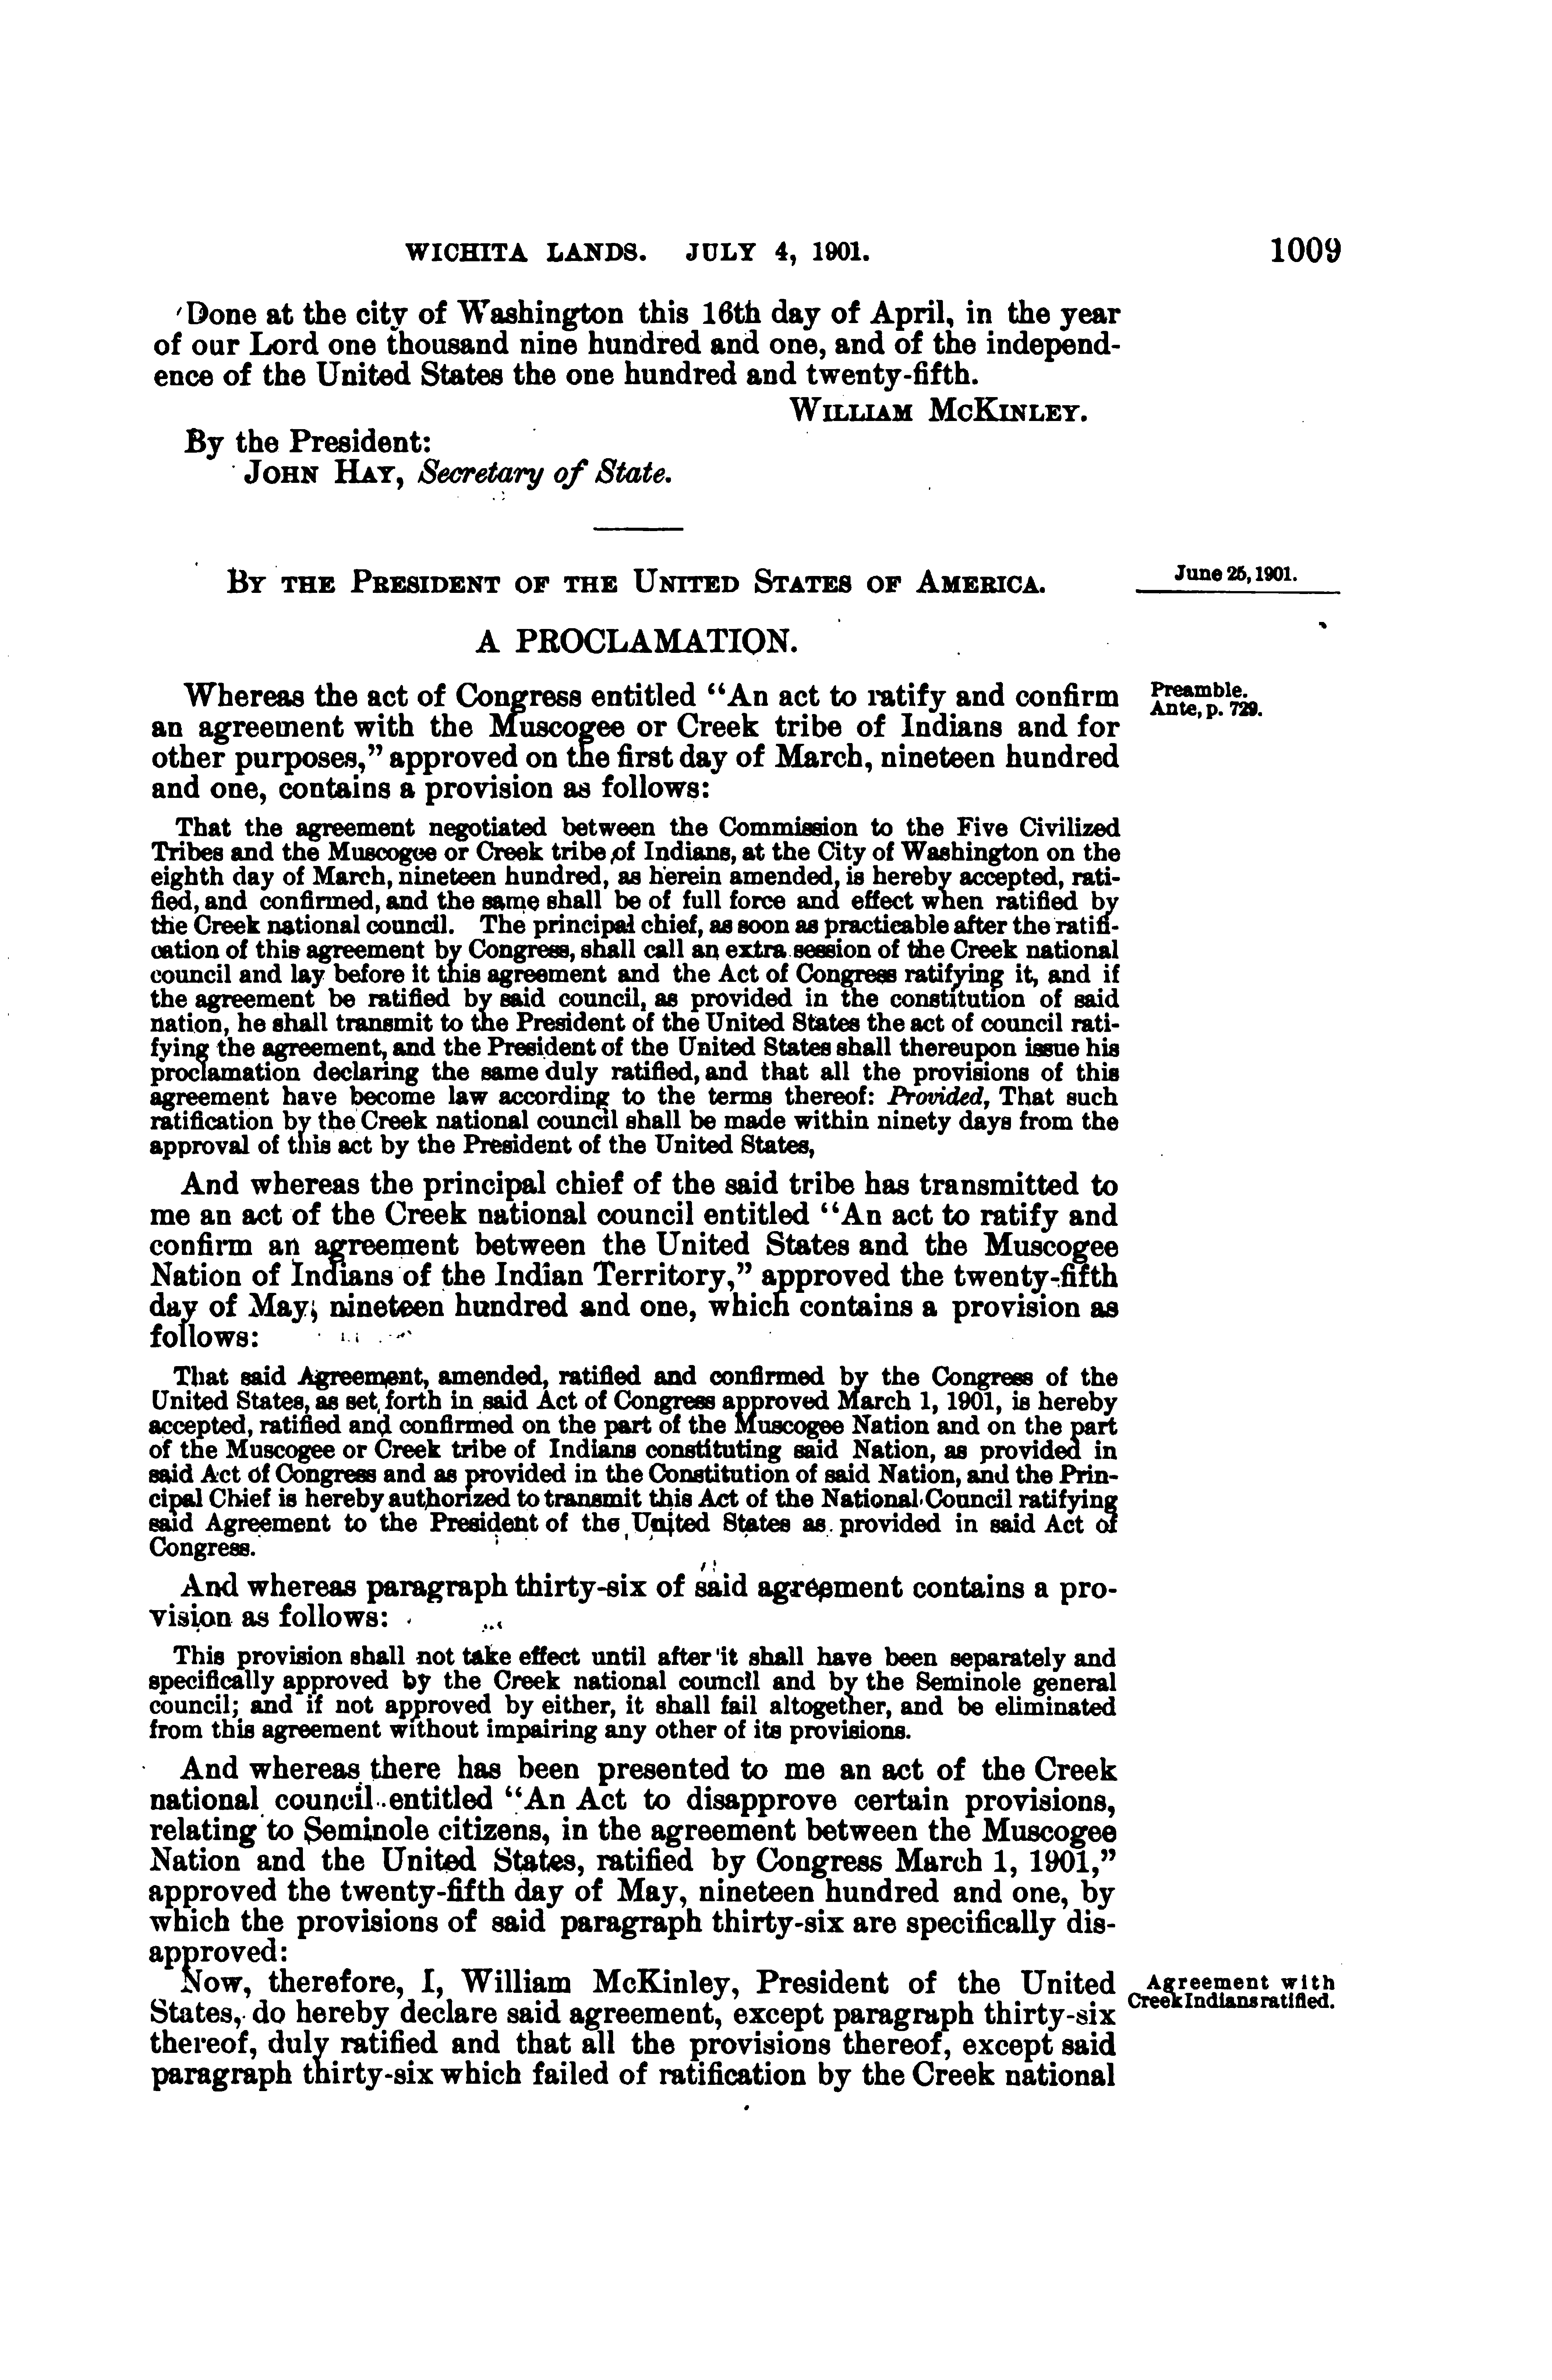 WICHITA LANDS. JULY 4, 1901. 1009
Done at the city of Washington this 16th day of April, in the year
of our Lord one thousand nine hundred and one, and of the independ-
ence of the United States the one hundred and twenty-fifth.
WILLIAM MCKINLEY.
By the President:
JOHN HAY, Secretary of State.
BY THE PRESIDENT OF THE UNITED STATES OF AMERICA.
June 25, 1901.
A PROCLAMATION.
Whereas the act of Congress entitled “An act to ratify and confirm
an agreement with the Muscogee or Creek tribe of Indians and for
other purposes,” approved on the first day of March, nineteen hundred
and one, contains a provision as follows:
Preamble.
Ante, p. 729.
That the agreement negotiated between the Commission to the Five Civilized
Tribes and the Muscogee or Creek tribe of Indians, at the City of Washington on the
eighth day of March, nineteen hundred, as herein amended, is hereby accepted, rati-
fied, and confirmed, and the same shall be of full force and effect when ratified by
the Creek national council. The principal chief, as soon as practicable after the ratifi-
cation of this agreement by Congress, shall call an extra session of the Creek national
council and lay before it this agreement and the Act of Congress ratifying it, and if
the agreement be ratified by said council, as provided in the constitution of said
nation, he shall transmit to the President of the United States the act of council rati-
fying the agreement, and the President of the United States shall thereupon issue his
proclamation declaring the same duly ratified, and that all the provisions of this
agreement have become law according to the terms thereof: Provided, That such
ratification by the Creek national council shall be made within ninety days from the
approval of this act by the President of the United States,
And whereas the principal chief of the said tribe has transmitted to
me an act of the Creek national council entitled “An act to ratify and
confirm an agreement between the United States and the Muscogee
Nation of Indians of the Indian Territory,” approved the twenty-fifth
day of May, nineteen hundred and one, which contains a provision as
follows:
That said Agreement, amended, ratified and confirmed by the Congress of the
United States, as set forth in said Act of Congress approved March 1, 1901, is hereby
accepted, ratified and confirmed on the part of the Muscogee Nation and on the part
of the Muscogee or Creek tribe of Indians constituting said Nation, as provided in
said Act of Congress and as provided in the Constitution of said Nation, and the Prin-
cipal Chief is hereby authorized to transmit this Act of the National Council ratifying
said Agreement to the President of the United States as provided in said Act of
Congress.
And whereas paragraph thirty-six of said agreement contains a pro-
vision as follows:
This provision shall not take effect until after it shall have been separately and
specifically approved by the Creek national council and by the Seminole general
council; and if not approved by either, it shall fail altogether, and be eliminated
from this agreement without impairing any other of its provisions.
And whereas there has been presented to me an act of the Creek
national council entitled “An Act to disapprove certain provisions,
relating to Seminole citizens, in the agreement between the Muscogee
Nation and the United States, ratified by Congress March 1, 1901,”
approved the twenty-fifth day of May, nineteen hundred and one, by
which the provisions of said paragraph thirty-six are specifically dis-
approved:
Now, therefore, I, William McKinley, President of the United
States, do hereby declare said agreement, except paragraph thirty-six
thereof, duly ratified and that all the provisions thereof, except said
paragraph thirty-six which failed of ratification by the Creek national
Agreement with
Creek Indians ratified.